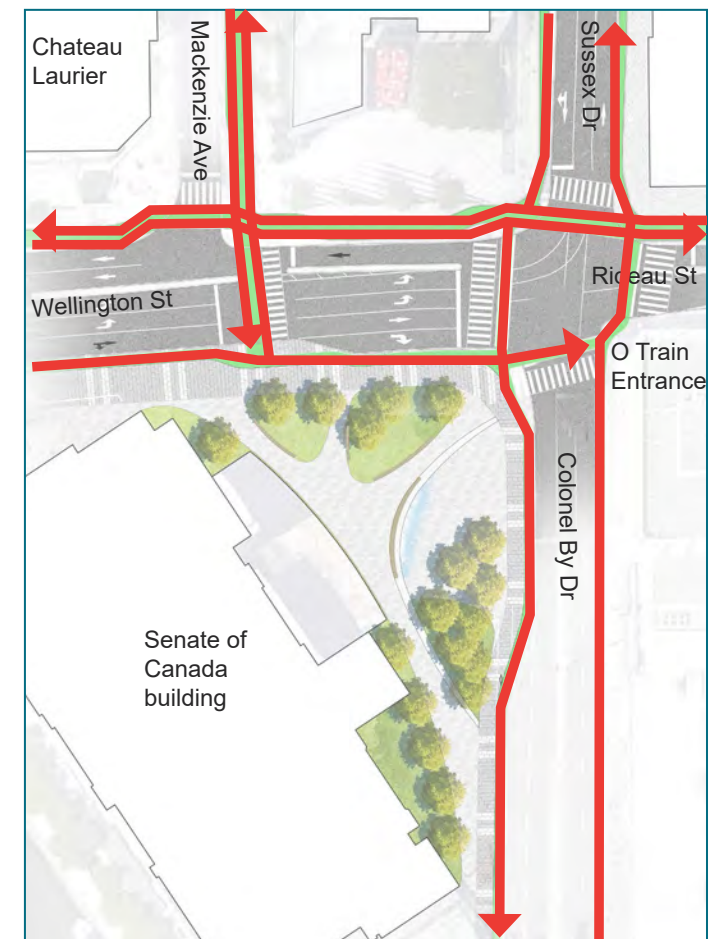 Chateau
Laurier
Mackenzie Ave
Sussex Dr
Wellington St
Rideau St
O Train
Entrance
Colonel By Dr
Senate of
Canada
building